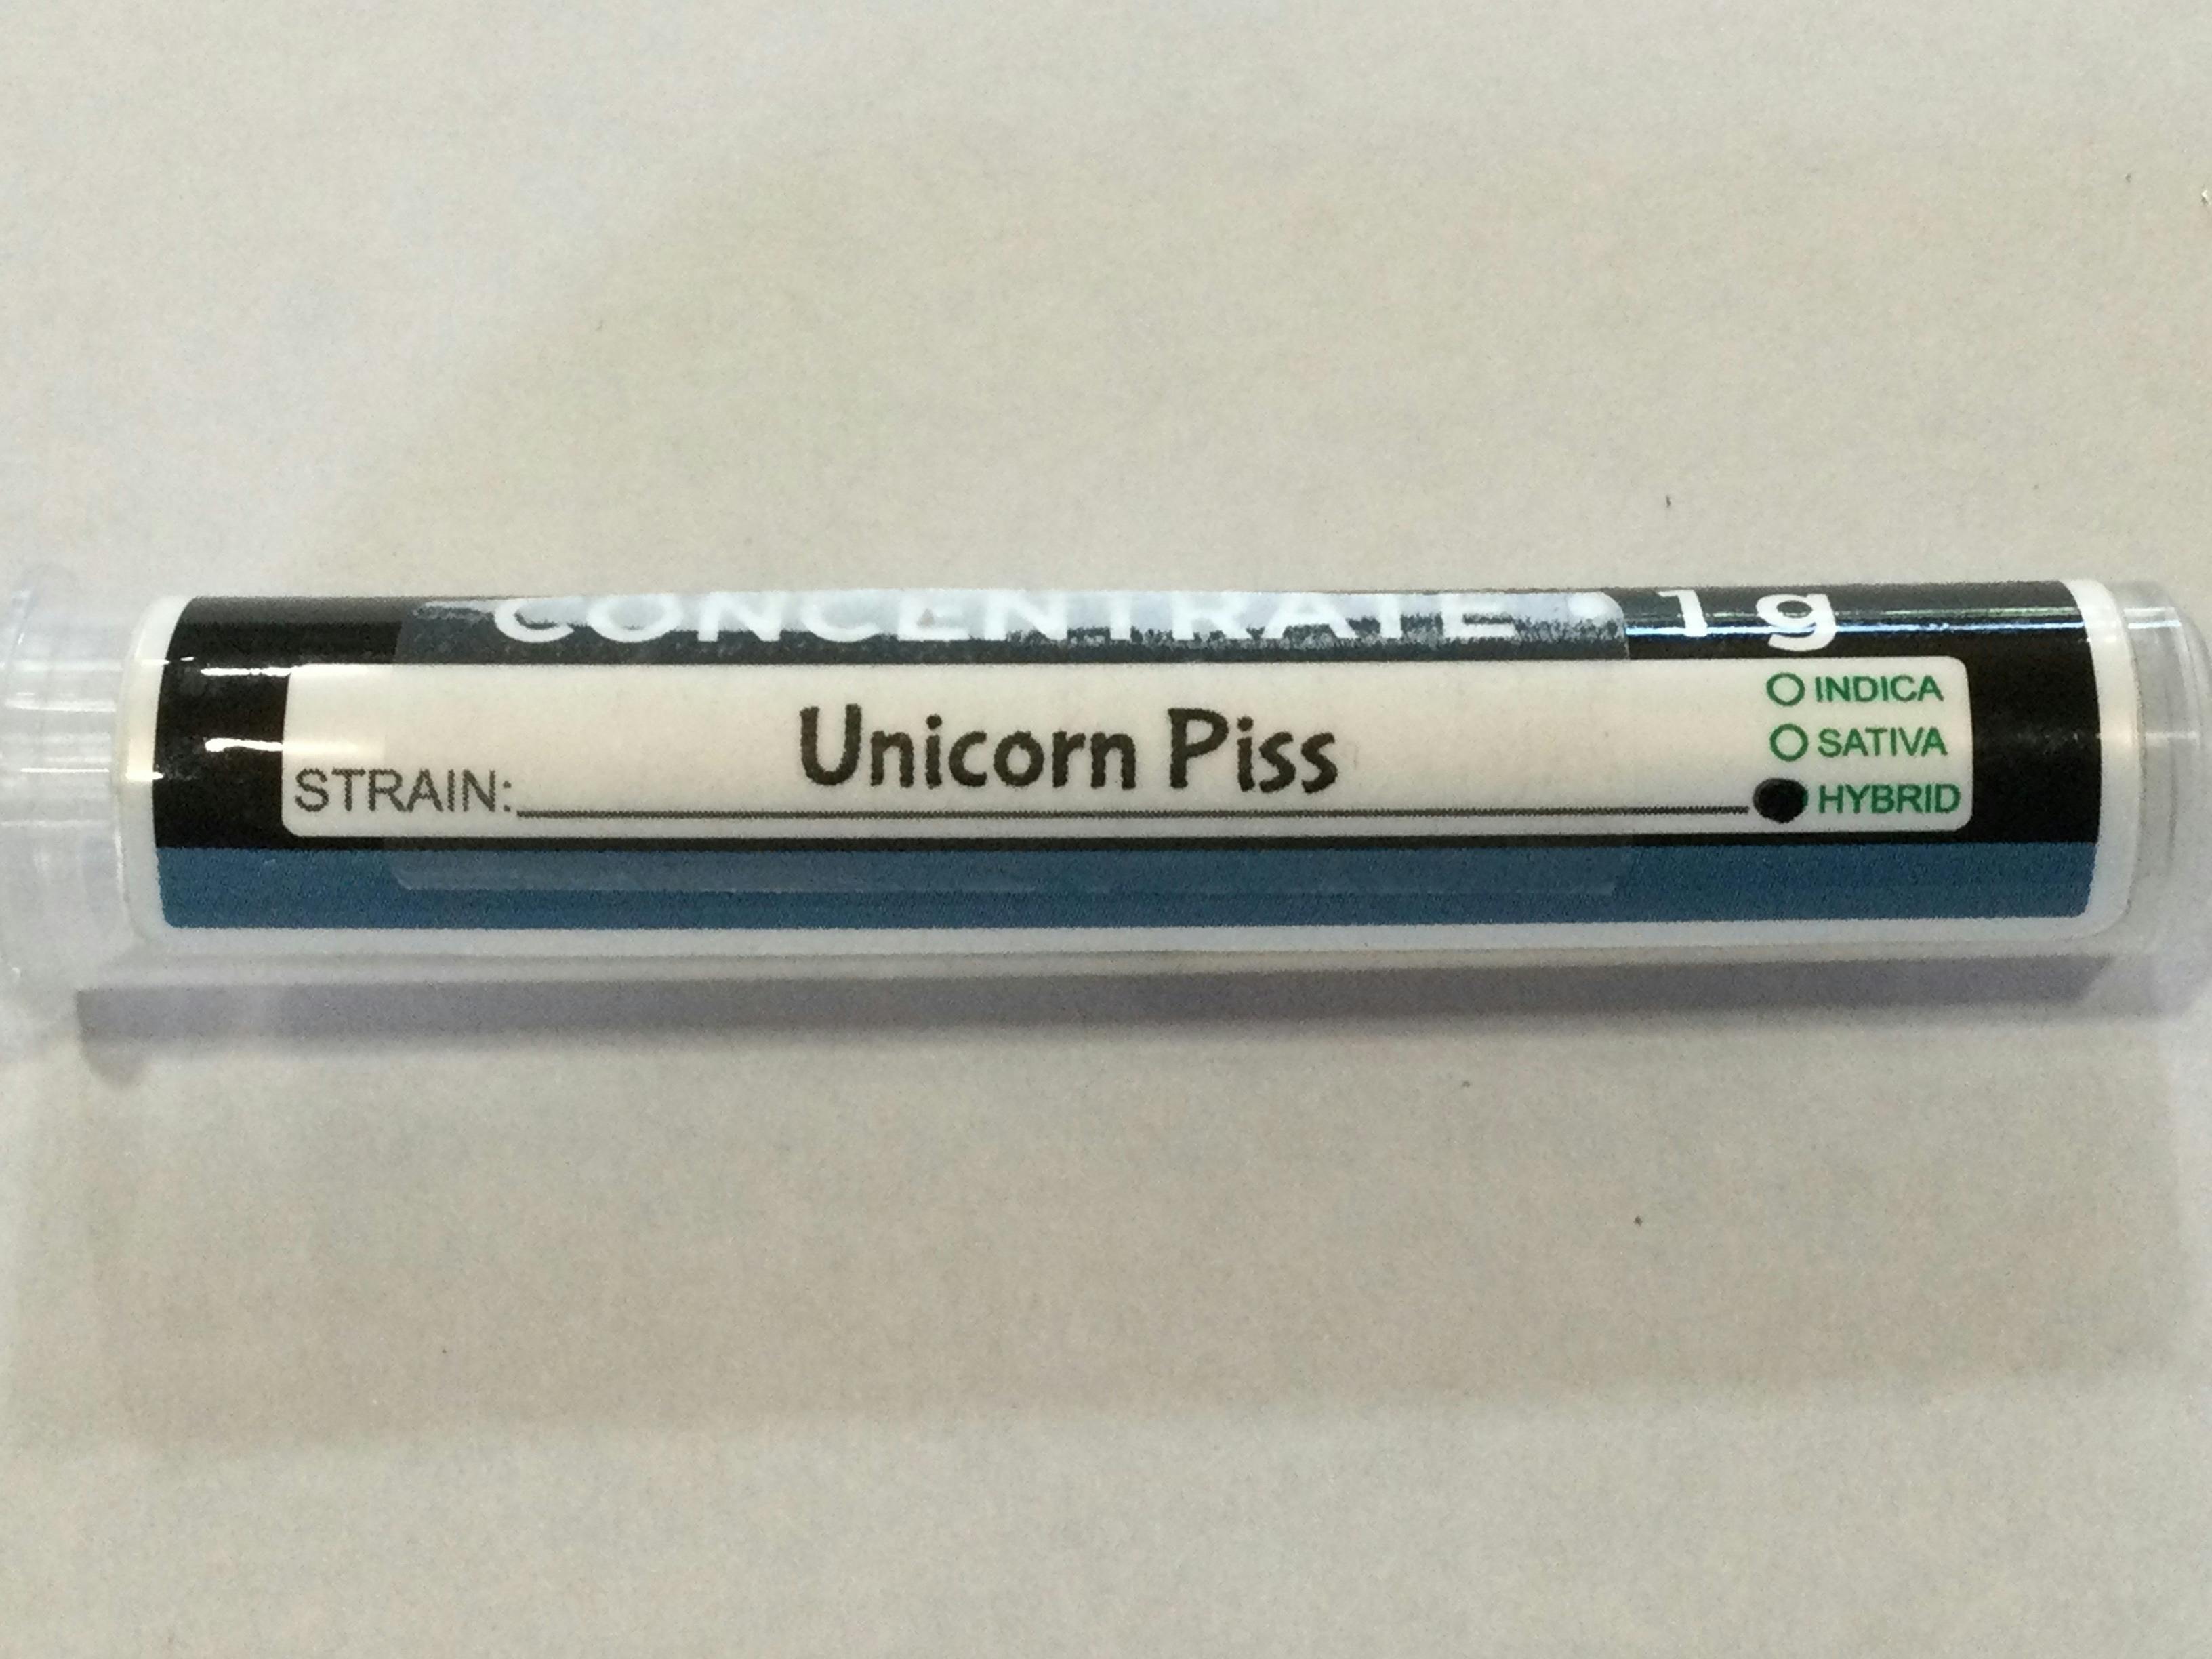 CONCENTRATE 1g
INDICA
SATIVA
HYBRID
STRAIN: Unicorn Piss